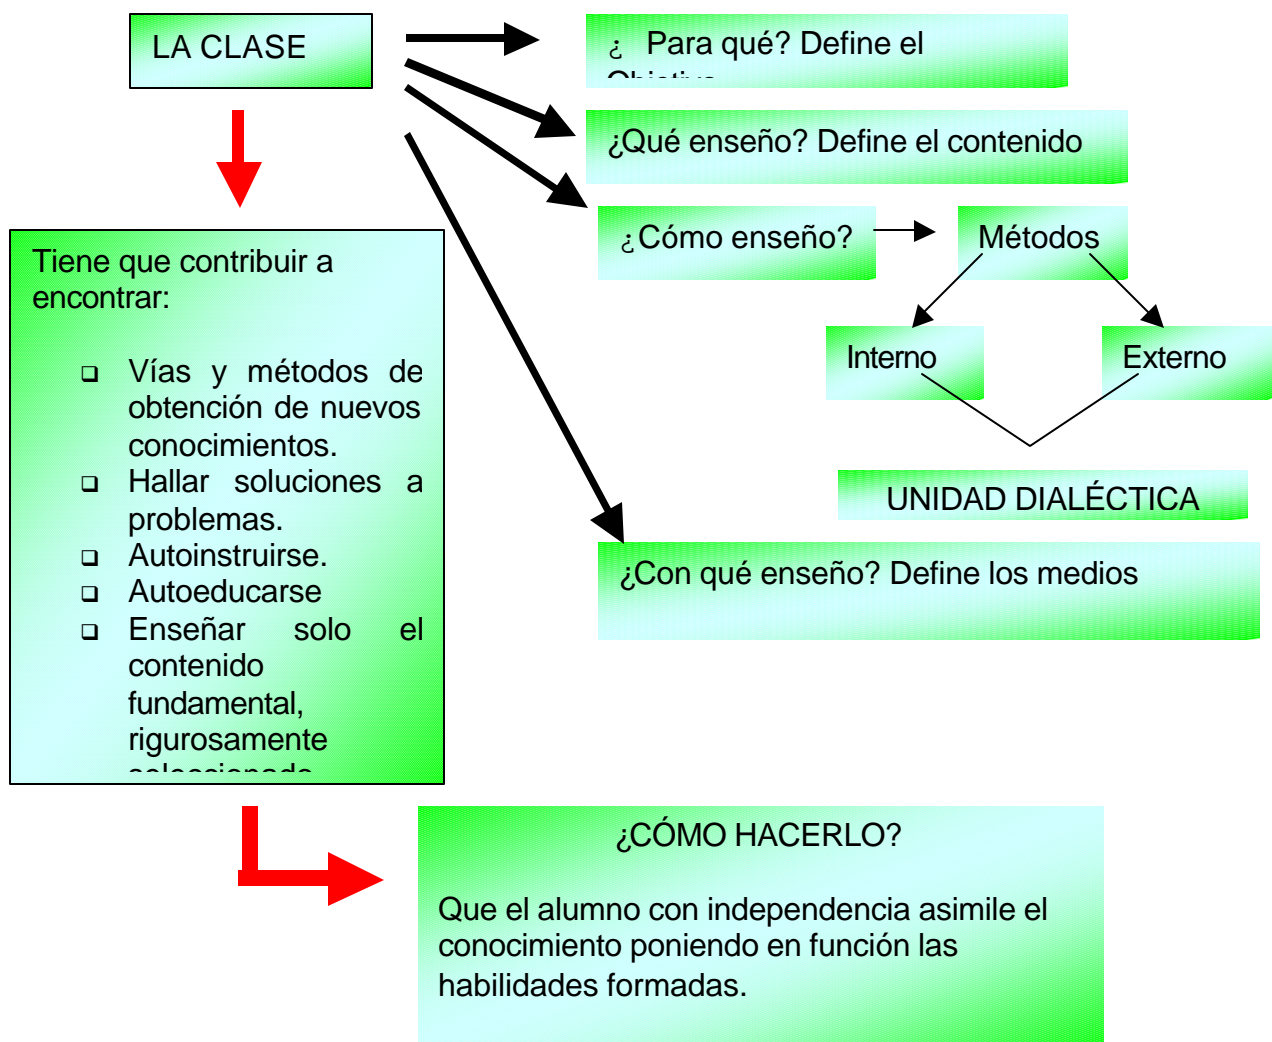 LA CLASE
¿ Para qué? Define el
Objetivo
¿Qué enseño? Define el contenido
¿Cómo enseño?
Métodos
Interno
Externo
UNIDAD DIALÉCTICA
¿Con qué enseño? Define los medios
Tiene que contribuir a
encontrar:
❑ Vías y métodos de
obtención de nuevos
conocimientos.
❑ Hallar soluciones a
problemas.
❑ Autoinstruirse.
❑ Autoeducarse
❑ Enseñar solo el
contenido
fundamental,
rigurosamente
seleccionado
¿CÓMO HACERLO?
Que el alumno con independencia asimile el
conocimiento poniendo en función las
habilidades formadas.